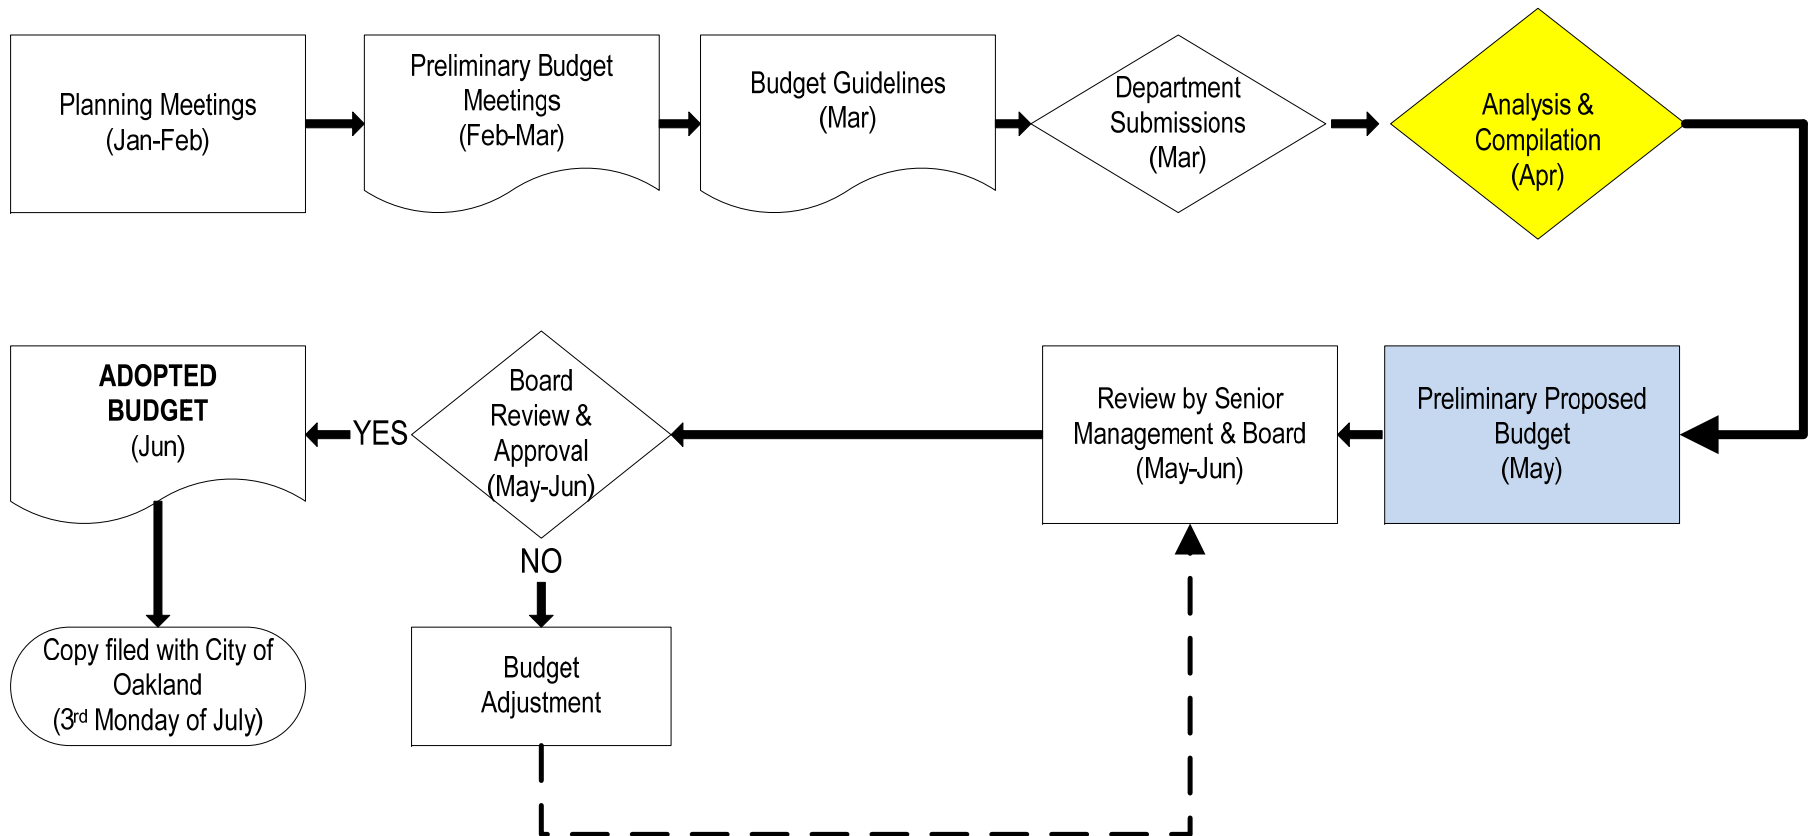 Planning Meetings
(Jan-Feb)
Preliminary Budget
Meetings
(Feb-Mar)
Budget Guidelines
(Mar)
Department
Submissions
(Mar)
Analysis &
Compilation
(Apr)
Preliminary Proposed
Budget
(May)
Review by Senior
Management & Board
(May-Jun)
Board
Review &
Approval
(May-Jun)
YES
ADOPTED
BUDGET
(Jun)
NO
Copy filed with City of
Oakland
(3rd Monday of July)
Budget
Adjustment